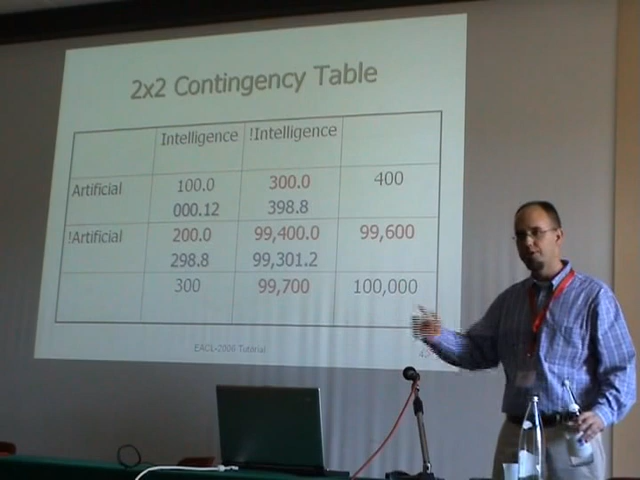 2x2 Contingency Table
Intelligence !Intelligence
Artificial 100.0 300.0 400
000.12 398.8
!Artificial 200.0 99,400.0 99,600
298.8 99,301.2
300 99,700 100,000
EACL-2006 Tutorial